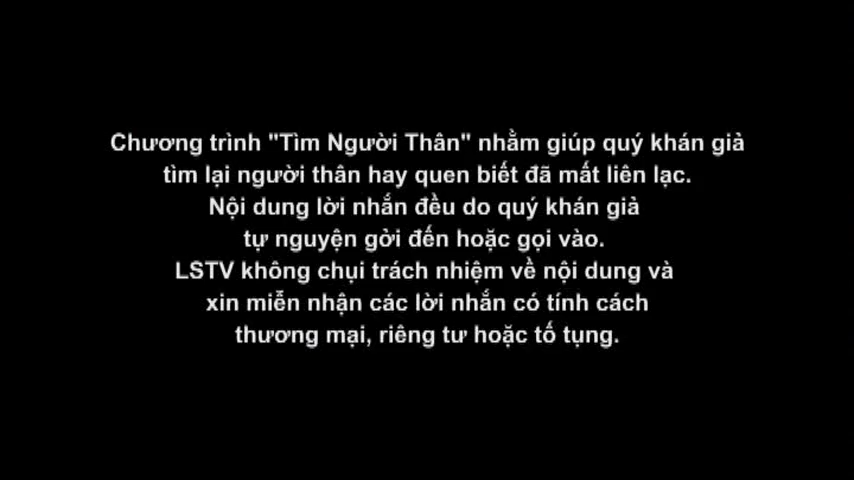 Chương trình "Tìm Người Thân" nhằm giúp quý khán giả
tìm lại người thân hay quen biết đã mất liên lạc.
Nội dung lời nhắn đều do quý khán giả
tự nguyện gởi đến hoặc gọi vào.
LSTV không chụi trách nhiệm về nội dung và
xin miễn nhận các lời nhắn có tính cách
thương mại, riêng tư hoặc tố tụng.